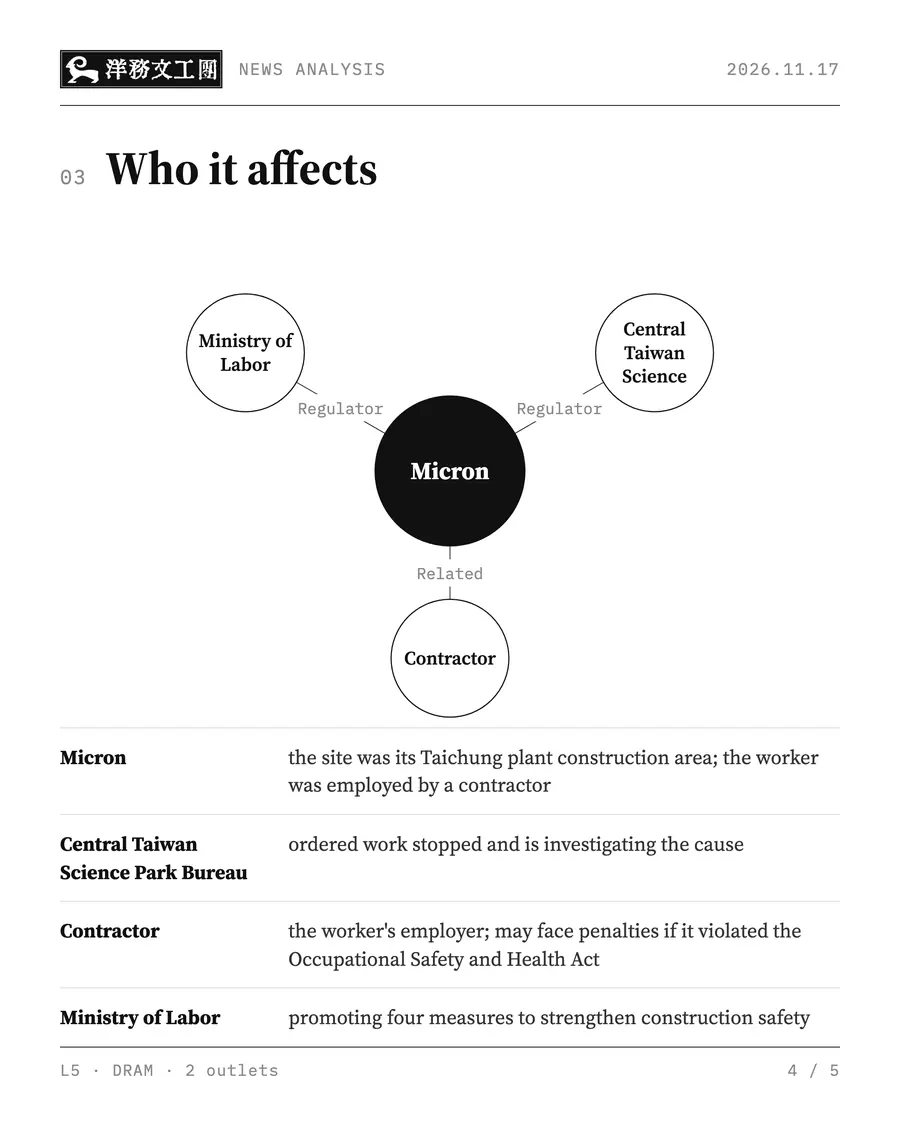 洋務文工團 NEWS ANALYSIS 2026.11.17
03 Who it affects
Ministry of
Labor
Central
Taiwan
Science
Regulator Regulator
Micron
Related
Contractor
Micron the site was its Taichung plant construction area; the worker
was employed by a contractor
Central Taiwan ordered work stopped and is investigating the cause
Science Park Bureau
Contractor the worker's employer; may face penalties if it violated the
Occupational Safety and Health Act
Ministry of Labor promoting four measures to strengthen construction safety
L5 · DRAM · 2 outlets 4 / 5